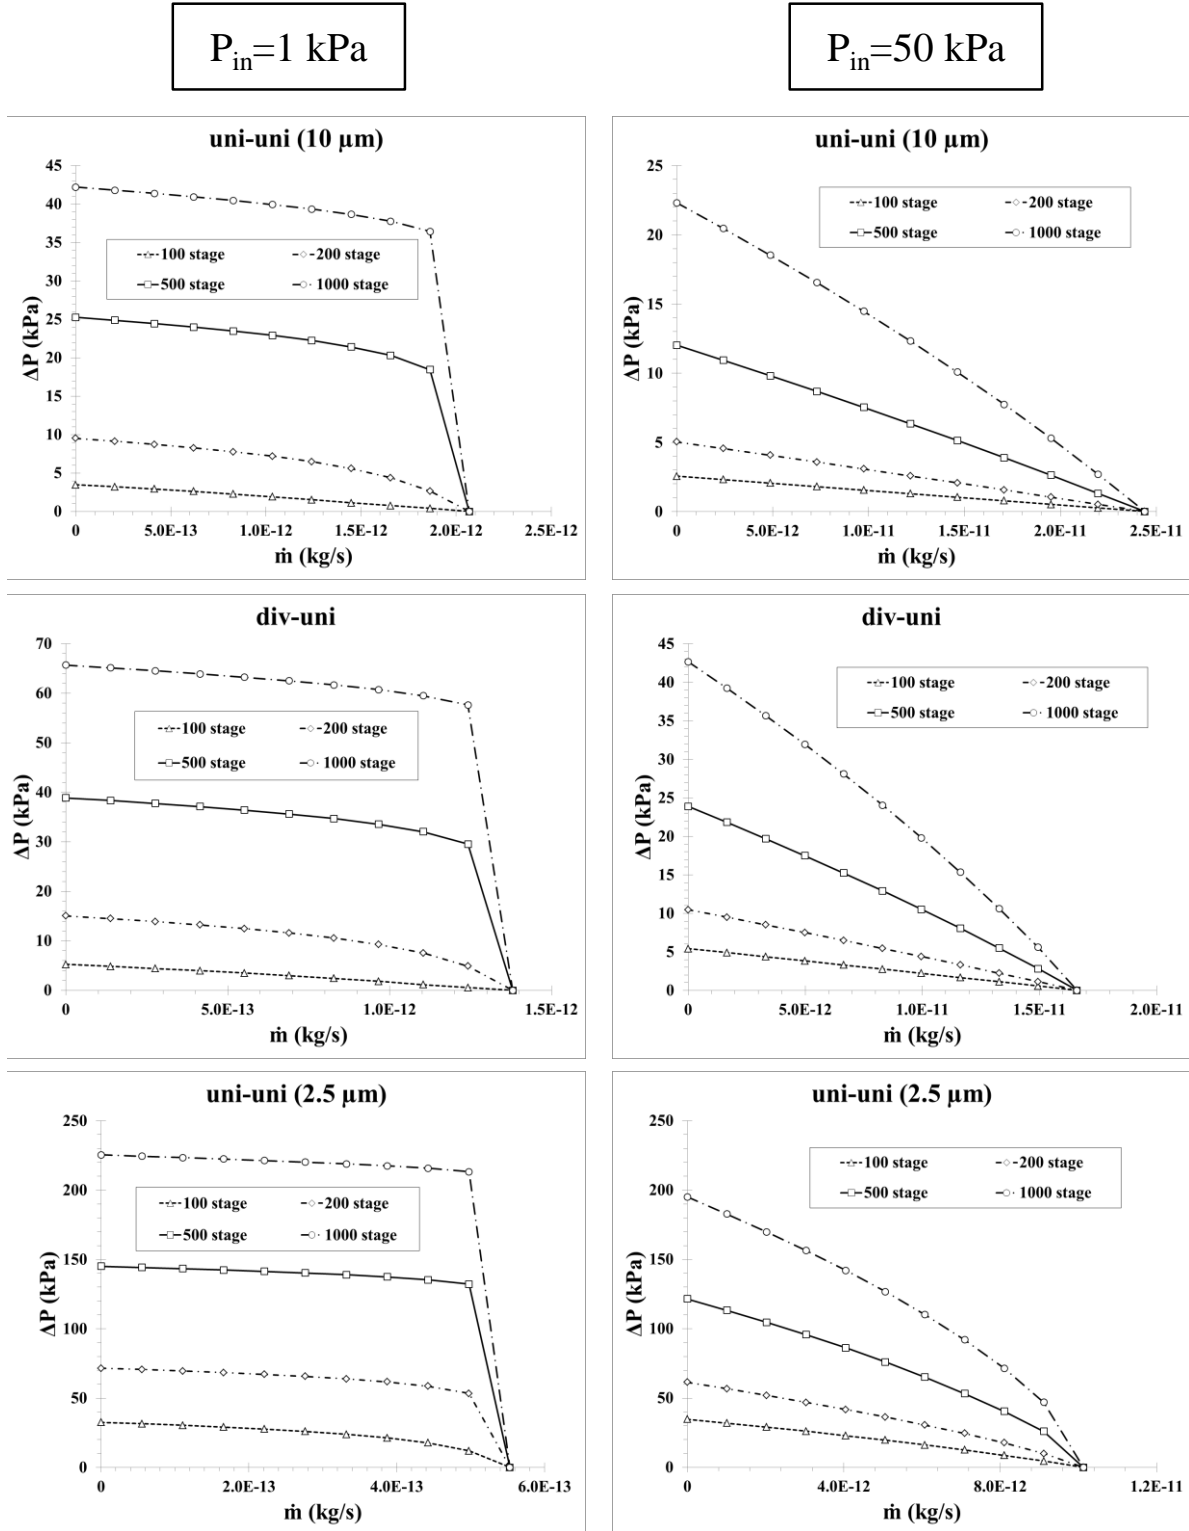 P_in=1 kPa
P_in=50 kPa
uni-uni (10 µm)
45
40
35
30
25
20
15
10
5
0
ΔP (kPa)
100 stage
200 stage
500 stage
1000 stage
0
5.0E-13
1.0E-12
1.5E-12
2.0E-12
2.5E-12
ṁ (kg/s)
uni-uni (10 µm)
25
20
15
10
5
0
ΔP (kPa)
100 stage
200 stage
500 stage
1000 stage
0
5.0E-12
1.0E-11
1.5E-11
2.0E-11
2.5E-11
ṁ (kg/s)
div-uni
70
60
50
40
30
20
10
0
ΔP (kPa)
100 stage
200 stage
500 stage
1000 stage
0
5.0E-13
1.0E-12
1.5E-12
ṁ (kg/s)
div-uni
45
40
35
30
25
20
15
10
5
0
ΔP (kPa)
100 stage
200 stage
500 stage
1000 stage
0
5.0E-12
1.0E-11
1.5E-11
2.0E-11
ṁ (kg/s)
uni-uni (2.5 µm)
250
200
150
100
50
0
ΔP (kPa)
100 stage
200 stage
500 stage
1000 stage
0
2.0E-13
4.0E-13
6.0E-13
ṁ (kg/s)
uni-uni (2.5 µm)
250
200
150
100
50
0
ΔP (kPa)
100 stage
200 stage
500 stage
1000 stage
0
4.0E-12
8.0E-12
1.2E-11
ṁ (kg/s)